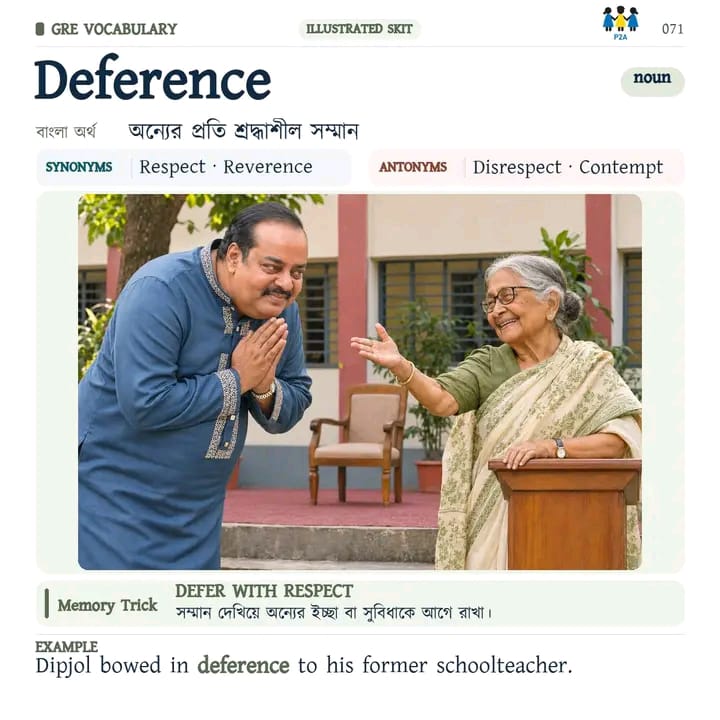 GRE VOCABULARY
ILLUSTRATED SKIT
P2A
071
Deference
noun
বাংলা অর্থ অন্যের প্রতি শ্রদ্ধাশীল সম্মান
SYNONYMS Respect · Reverence
ANTONYMS Disrespect · Contempt
Memory Trick
DEFER WITH RESPECT
সম্মান দেখিয়ে অন্যের ইচ্ছা বা সুবিধাকে আগে রাখা।
EXAMPLE
Dipjol bowed in deference to his former schoolteacher.